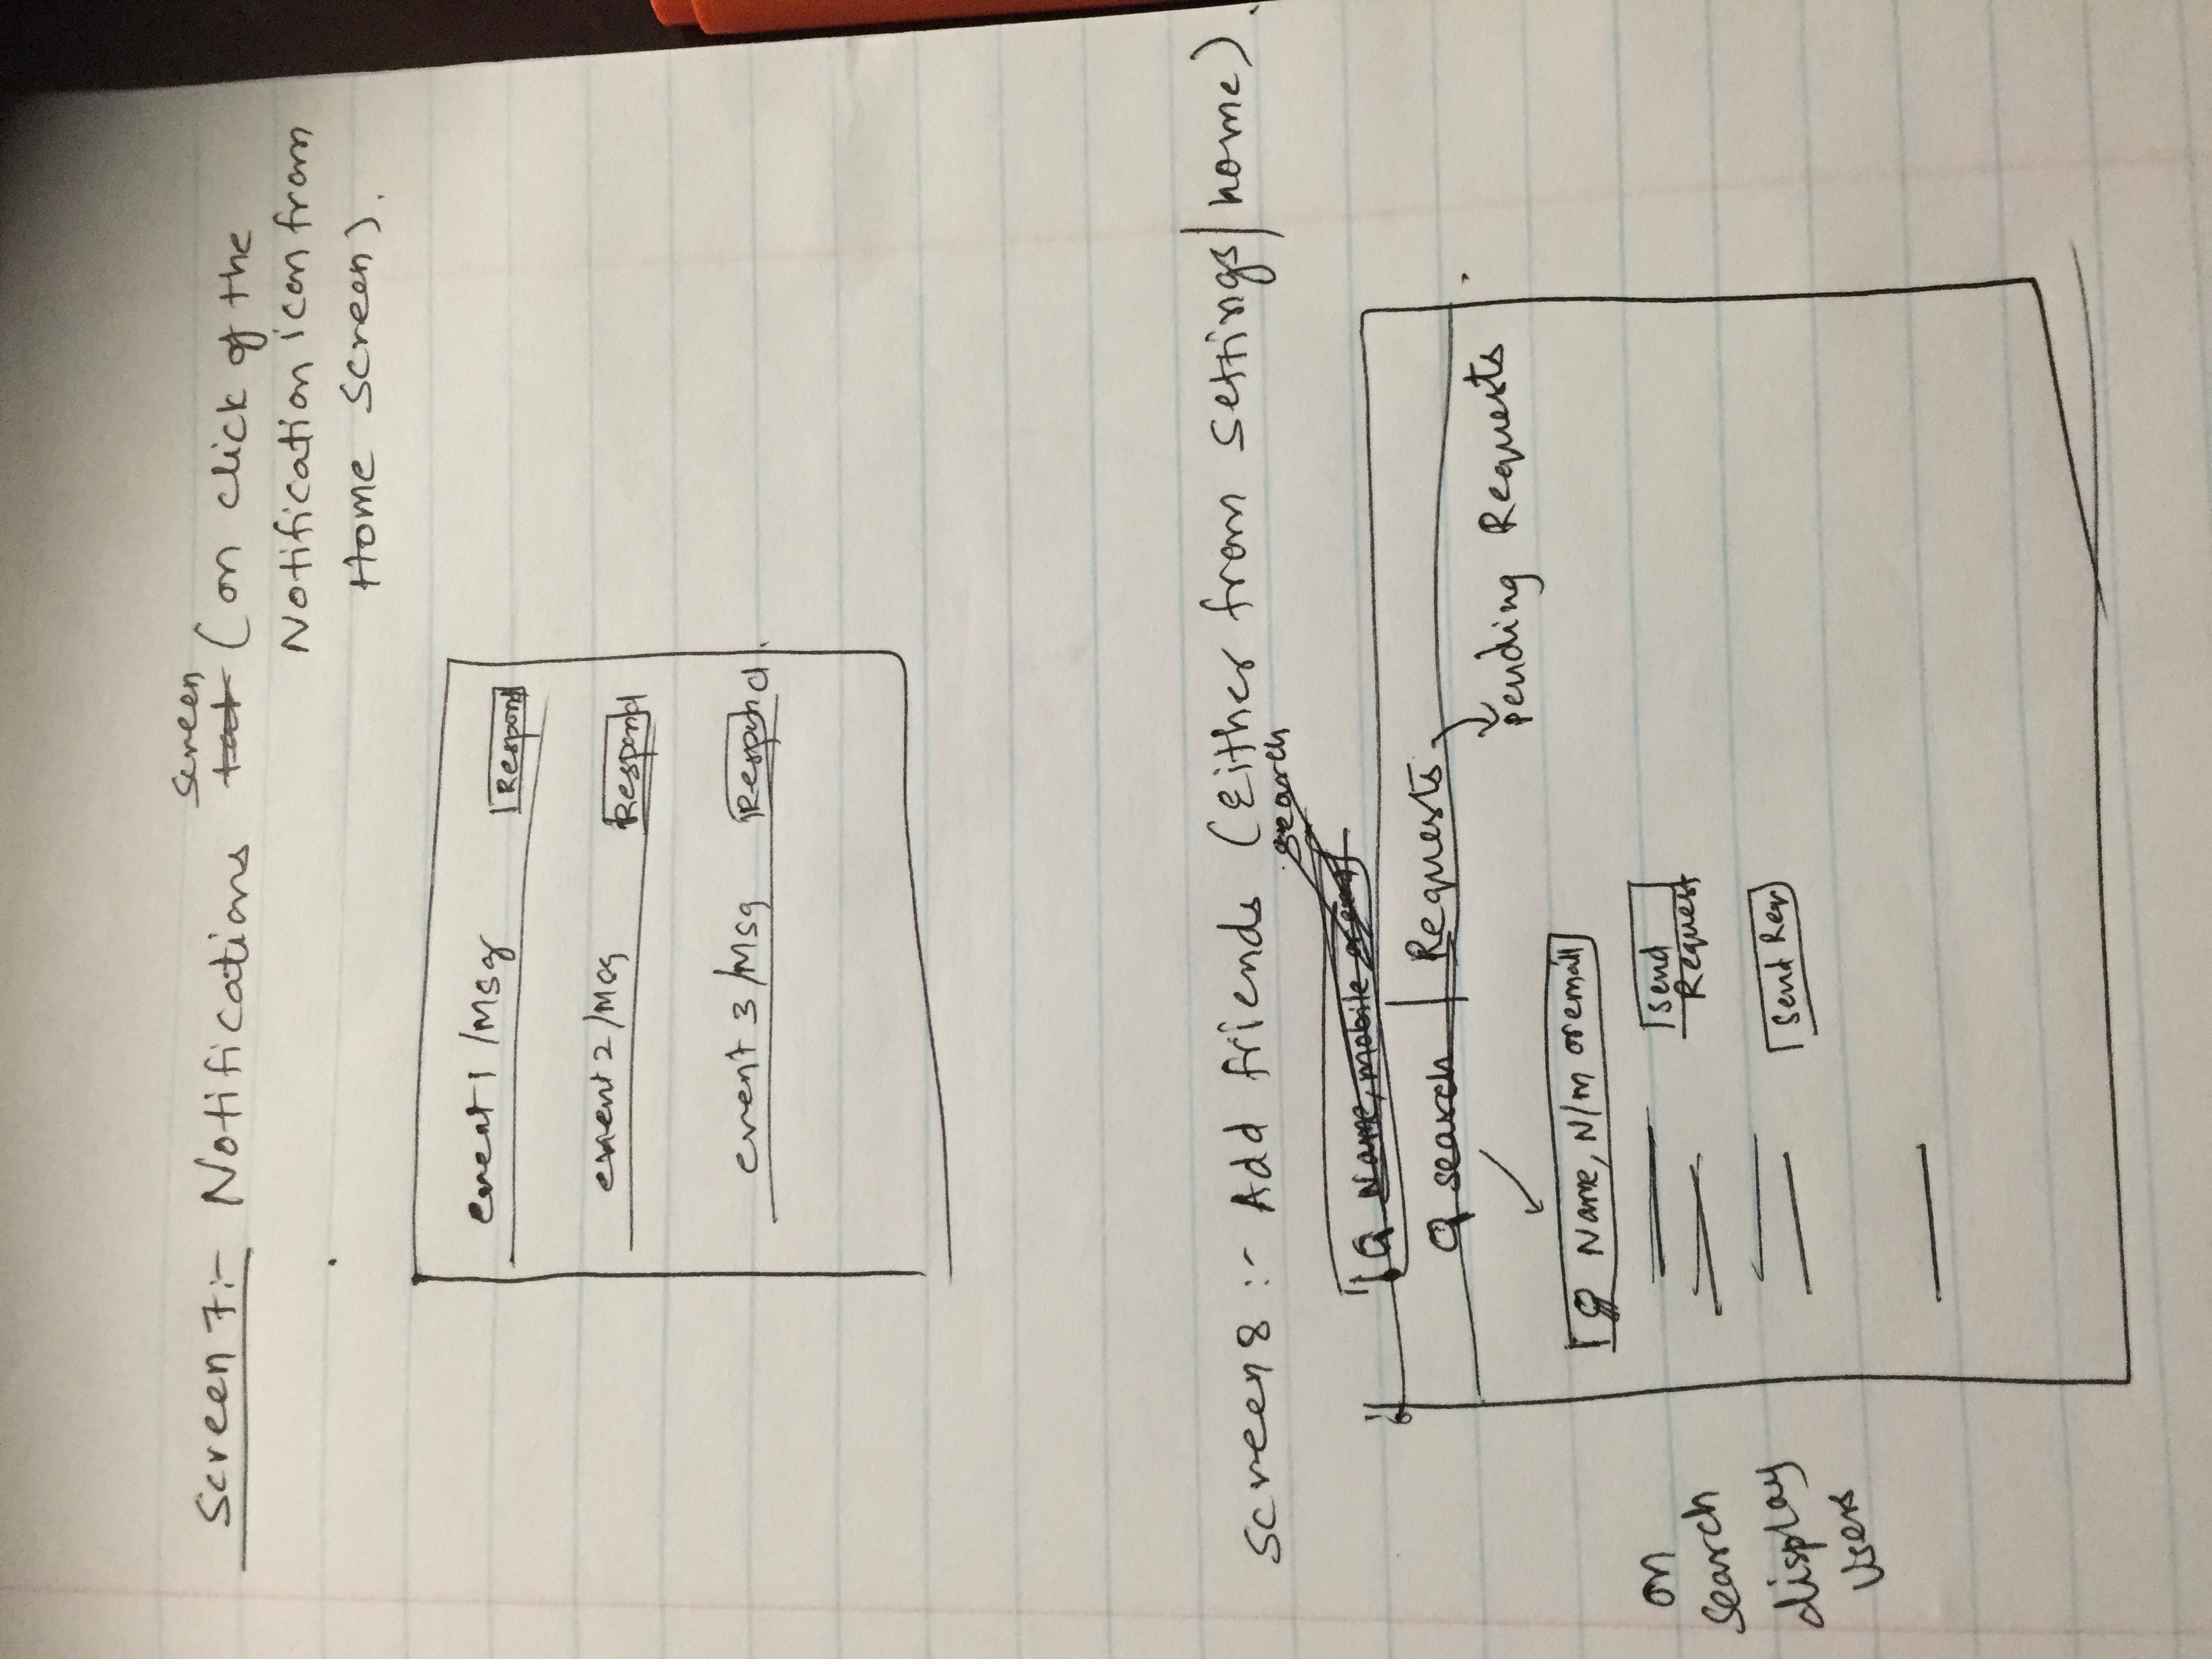 Screen 7:- Notifications screen tat (on click of the
Notification icon from
Home Screen).
event 1 /Msg Respond
event 2 /Msg Respond
event 3 /Msg Respond
Screen 8 :- Add friends (Either from Settings/home).
search
Name, mobile or email
search | Requests
Pending Requests
Name, N/m or email
Send
Request
Send Req
on
Search
display
Users